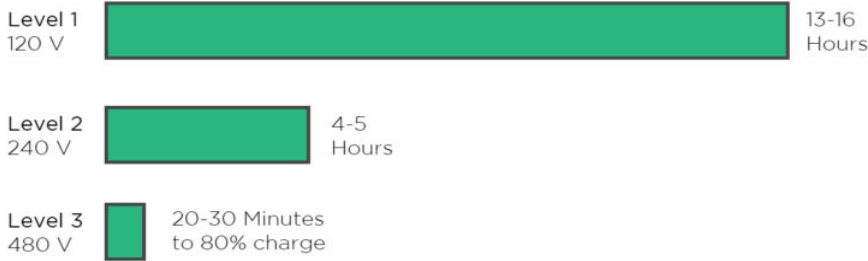 Level 1
120 V
13-16
Hours
Level 2
240 V
4-5
Hours
Level 3
480 V
20-30 Minutes
to 80% charge